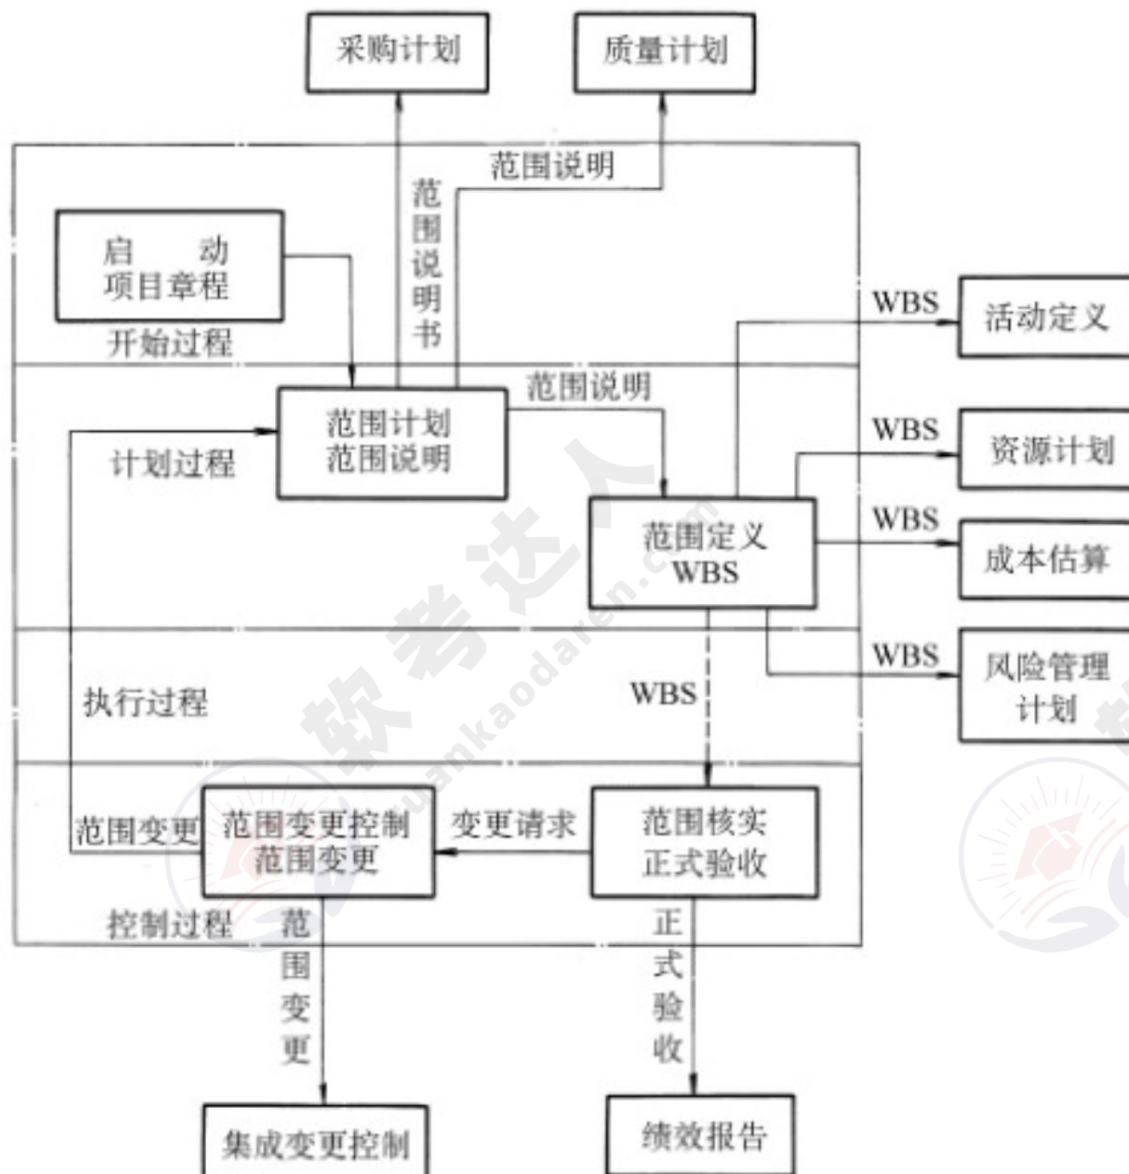 采购计划
质量计划
范围说明
范围说明书
启 动
项目章程
开始过程
WBS
活动定义
范围说明
范围计划
范围说明
计划过程
WBS
资源计划
范围定义
WBS
WBS
成本估算
WBS
风险管理
计划
执行过程
WBS
范围变更
范围变更控制
范围变更
变更请求
范围核实
正式验收
控制过程
范围变更
正式验收
集成变更控制
绩效报告
软考达人
ruankaodaren.com